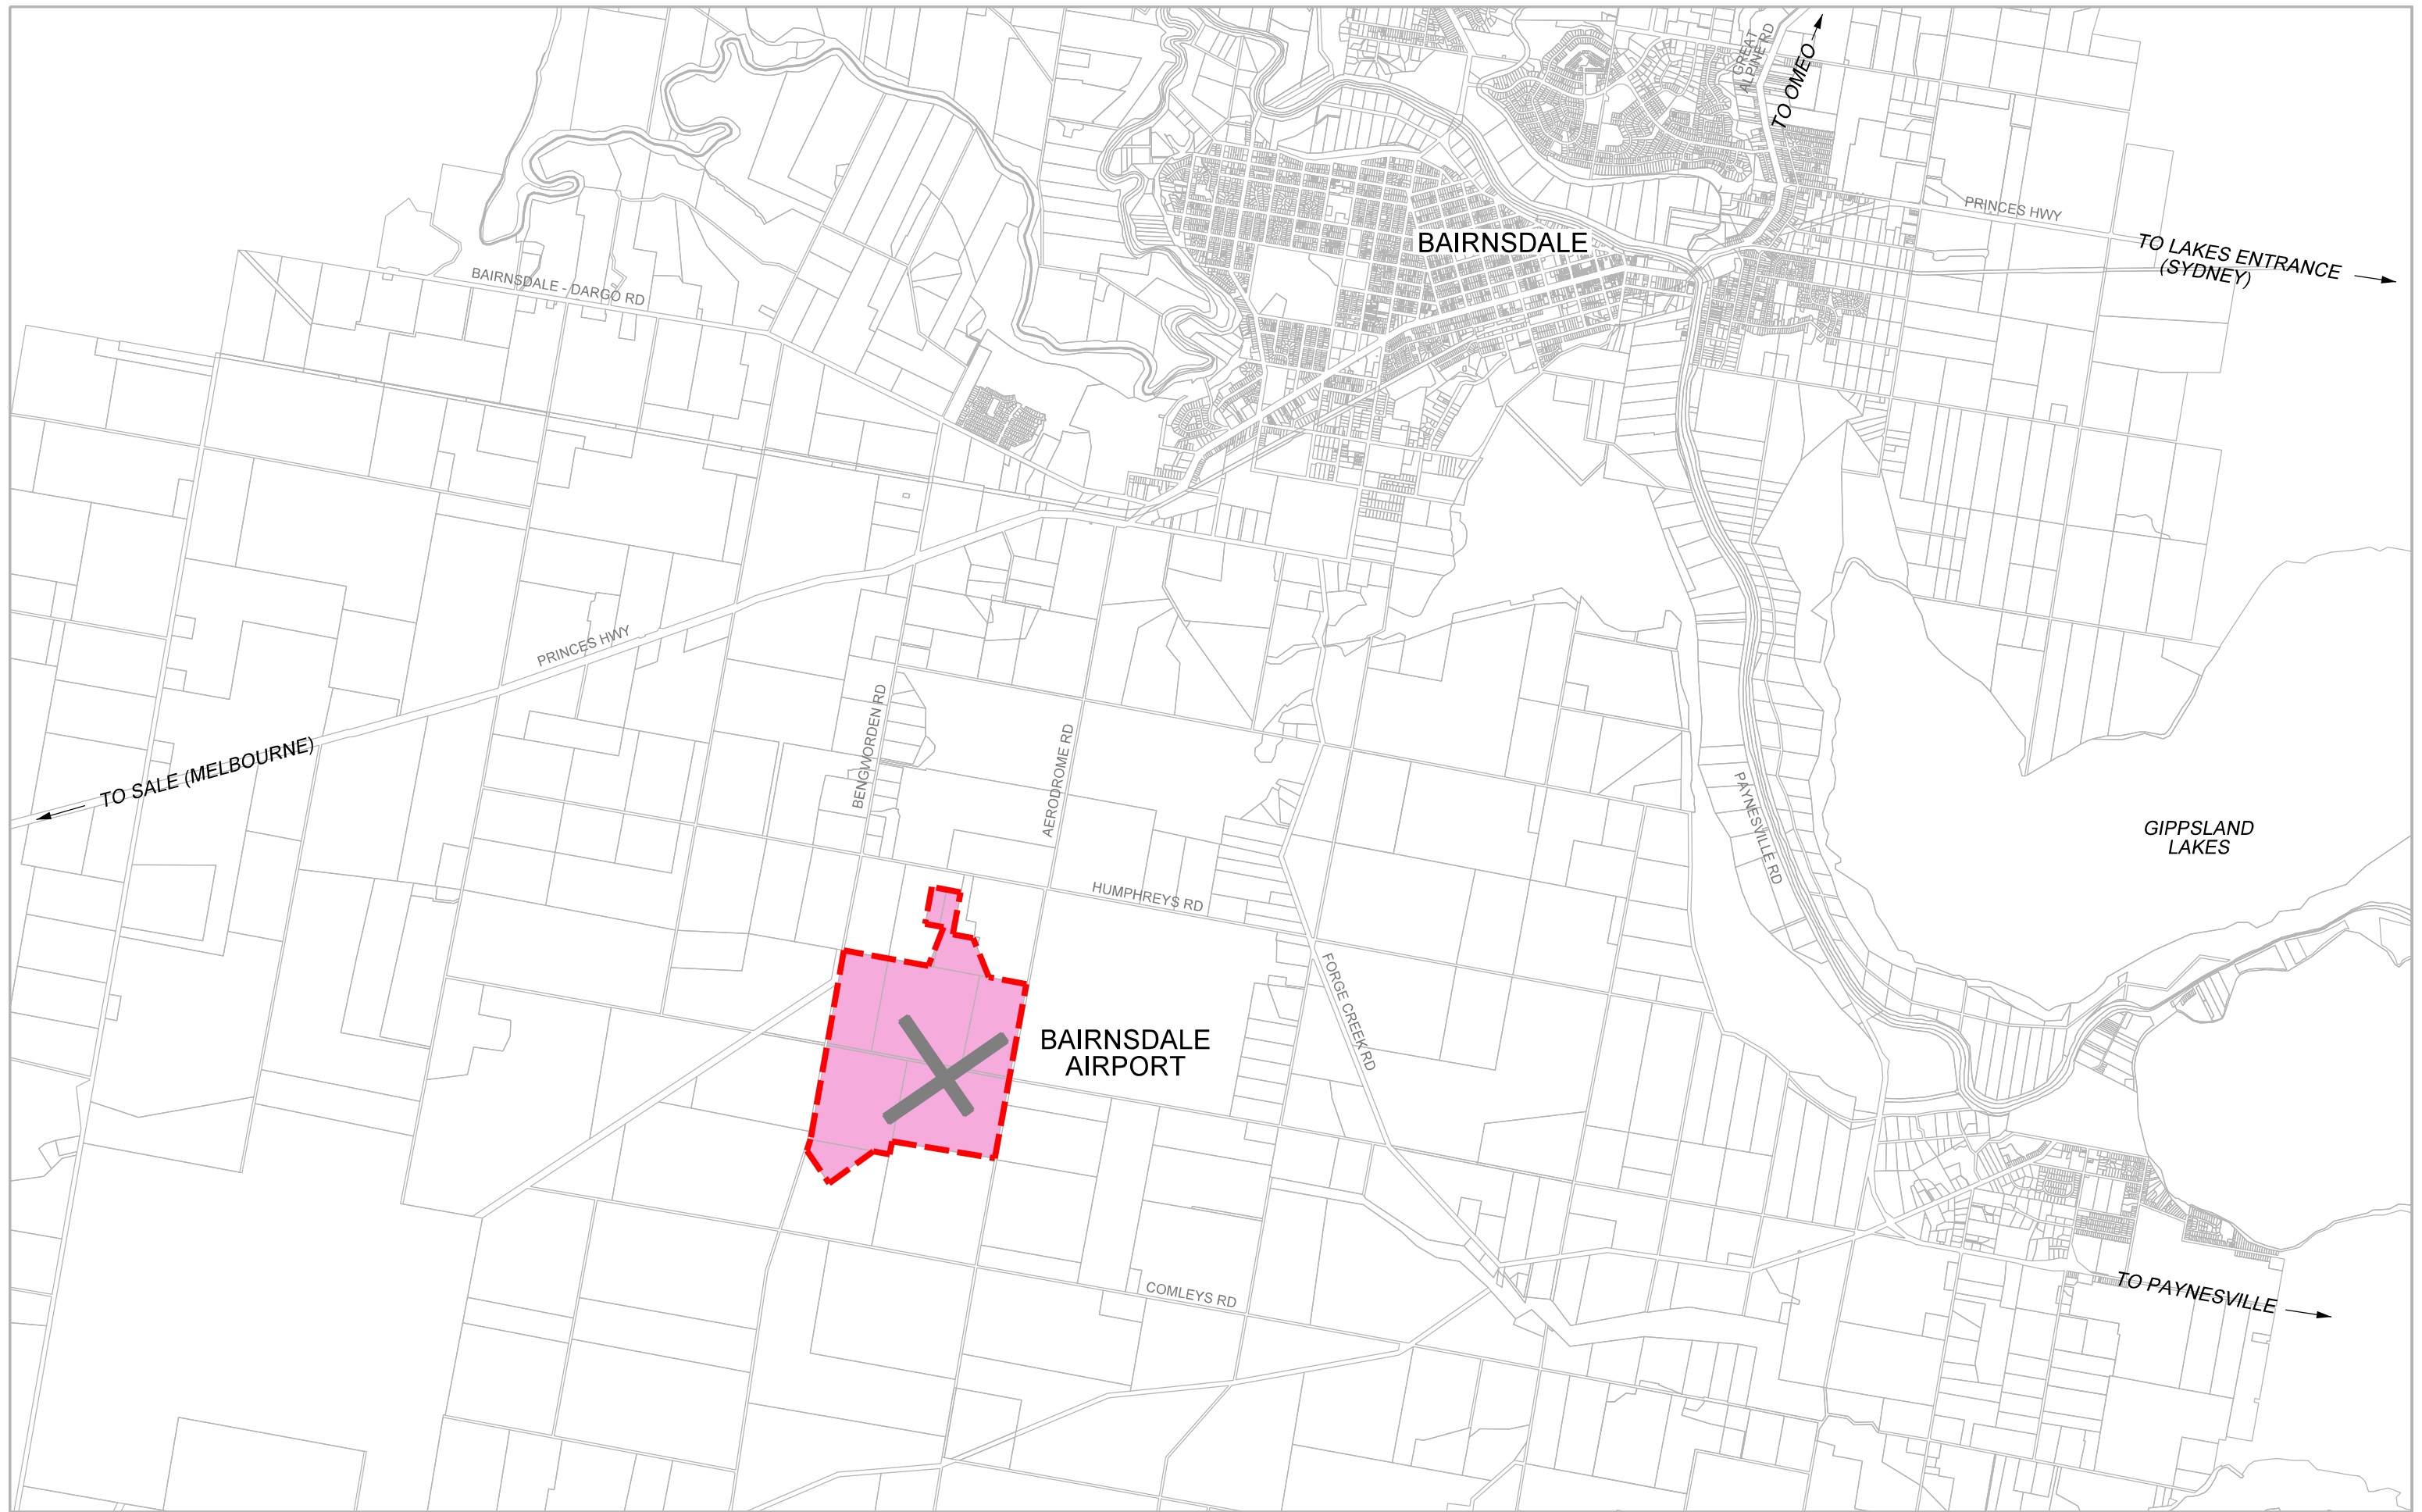 GREAT
ALPINE RD
TO OMEO
PRINCES HWY
BAIRNSDALE
TO LAKES ENTRANCE
(SYDNEY)
BAIRNSDALE - DARGO RD
PRINCES HWY
BENGWORDEN RD
AERODROME RD
TO SALE (MELBOURNE)
PAYNESVILLE RD
GIPPSLAND
LAKES
HUMPHREYS RD
FORGE CREEK RD
BAIRNSDALE
AIRPORT
COMLEYS RD
TO PAYNESVILLE